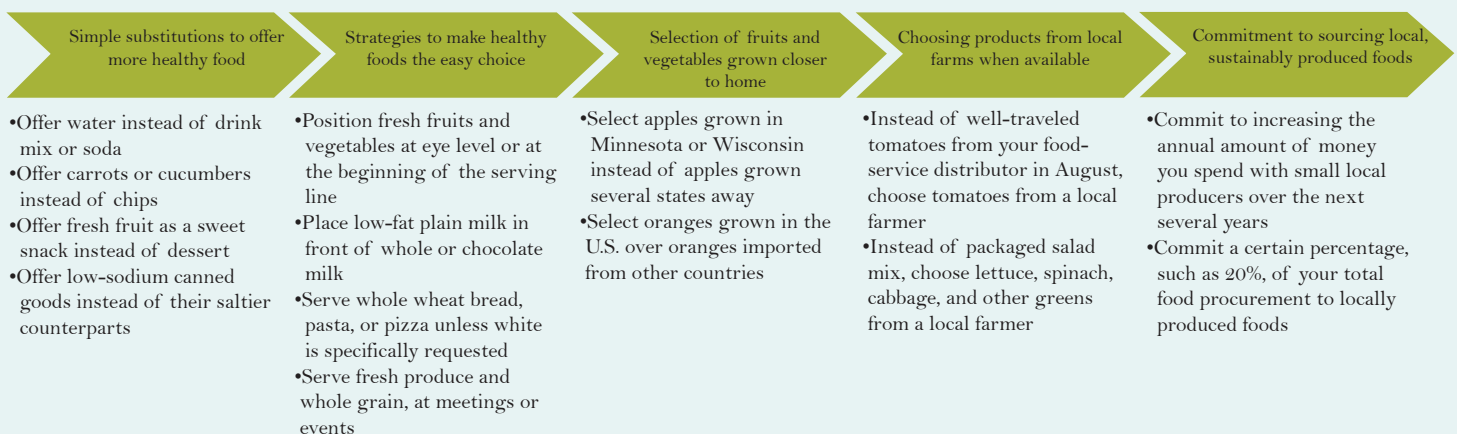 Simple substitutions to offer
more healthy food
•Offer water instead of drink
mix or soda
•Offer carrots or cucumbers
instead of chips
•Offer fresh fruit as a sweet
snack instead of dessert
•Offer low-sodium canned
goods instead of their saltier
counterparts
Strategies to make healthy
foods the easy choice
•Position fresh fruits and
vegetables at eye level or at
the beginning of the serving
line
•Place low-fat plain milk in
front of whole or chocolate
milk
•Serve whole wheat bread,
pasta, or pizza unless white
is specifically requested
•Serve fresh produce and
whole grain, at meetings or
events
Selection of fruits and
vegetables grown closer
to home
•Select apples grown in
Minnesota or Wisconsin
instead of apples grown
several states away
•Select oranges grown in the
U.S. over oranges imported
from other countries
Choosing products from local
farms when available
•Instead of well-traveled
tomatoes from your food-
service distributor in August,
choose tomatoes from a local
farmer
•Instead of packaged salad
mix, choose lettuce, spinach,
cabbage, and other greens
from a local farmer
Commitment to sourcing local,
sustainably produced foods
•Commit to increasing the
annual amount of money
you spend with small local
producers over the next
several years
•Commit a certain percentage,
such as 20%, of your total
food procurement to locally
produced foods